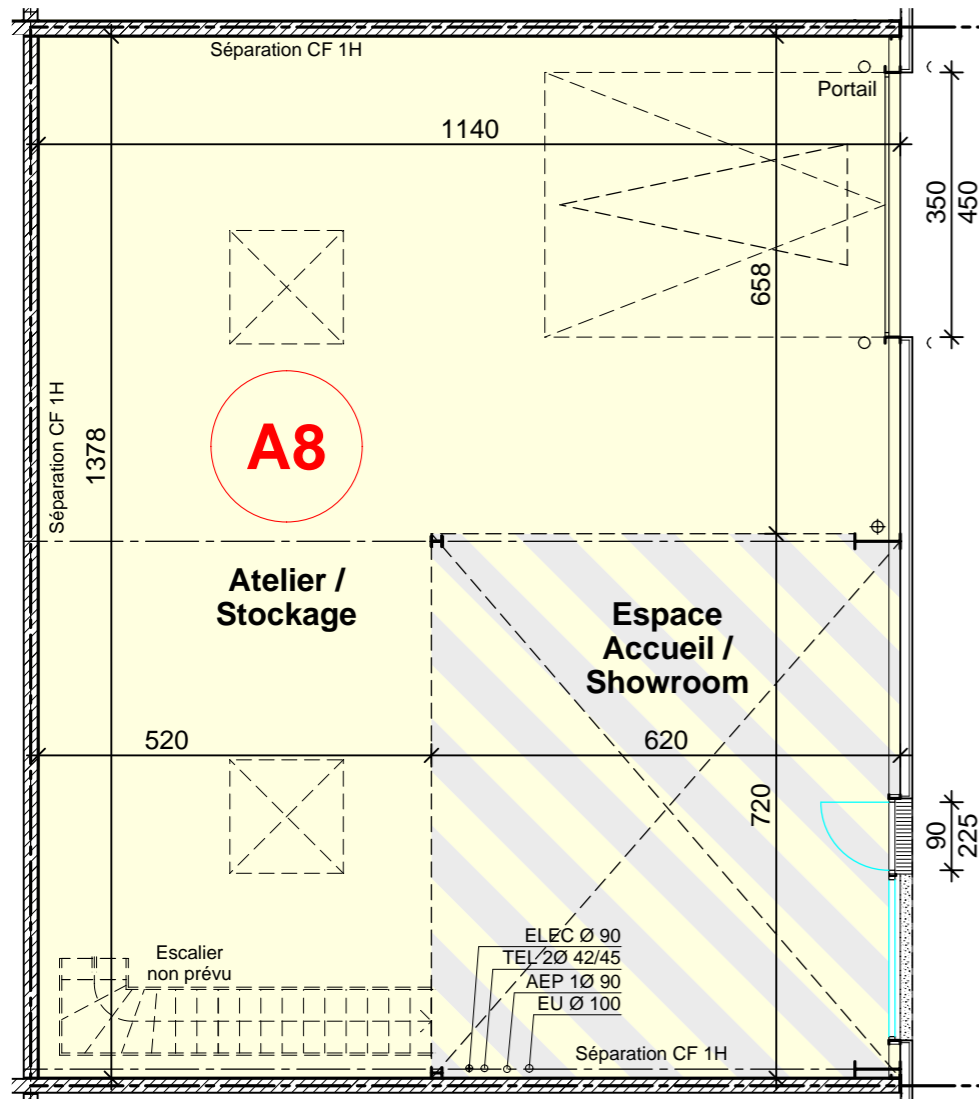 Séparation CF 1H
Portail
1140
350
450
658
Séparation CF 1H
1378
A8
Atelier /
Stockage
Espace
Accueil /
Showroom
520
620
720
90
225
Escalier
non prévu
ELEC Ø 90
TEL 2Ø 42/45
AEP 1Ø 90
EU Ø 100
Séparation CF 1H